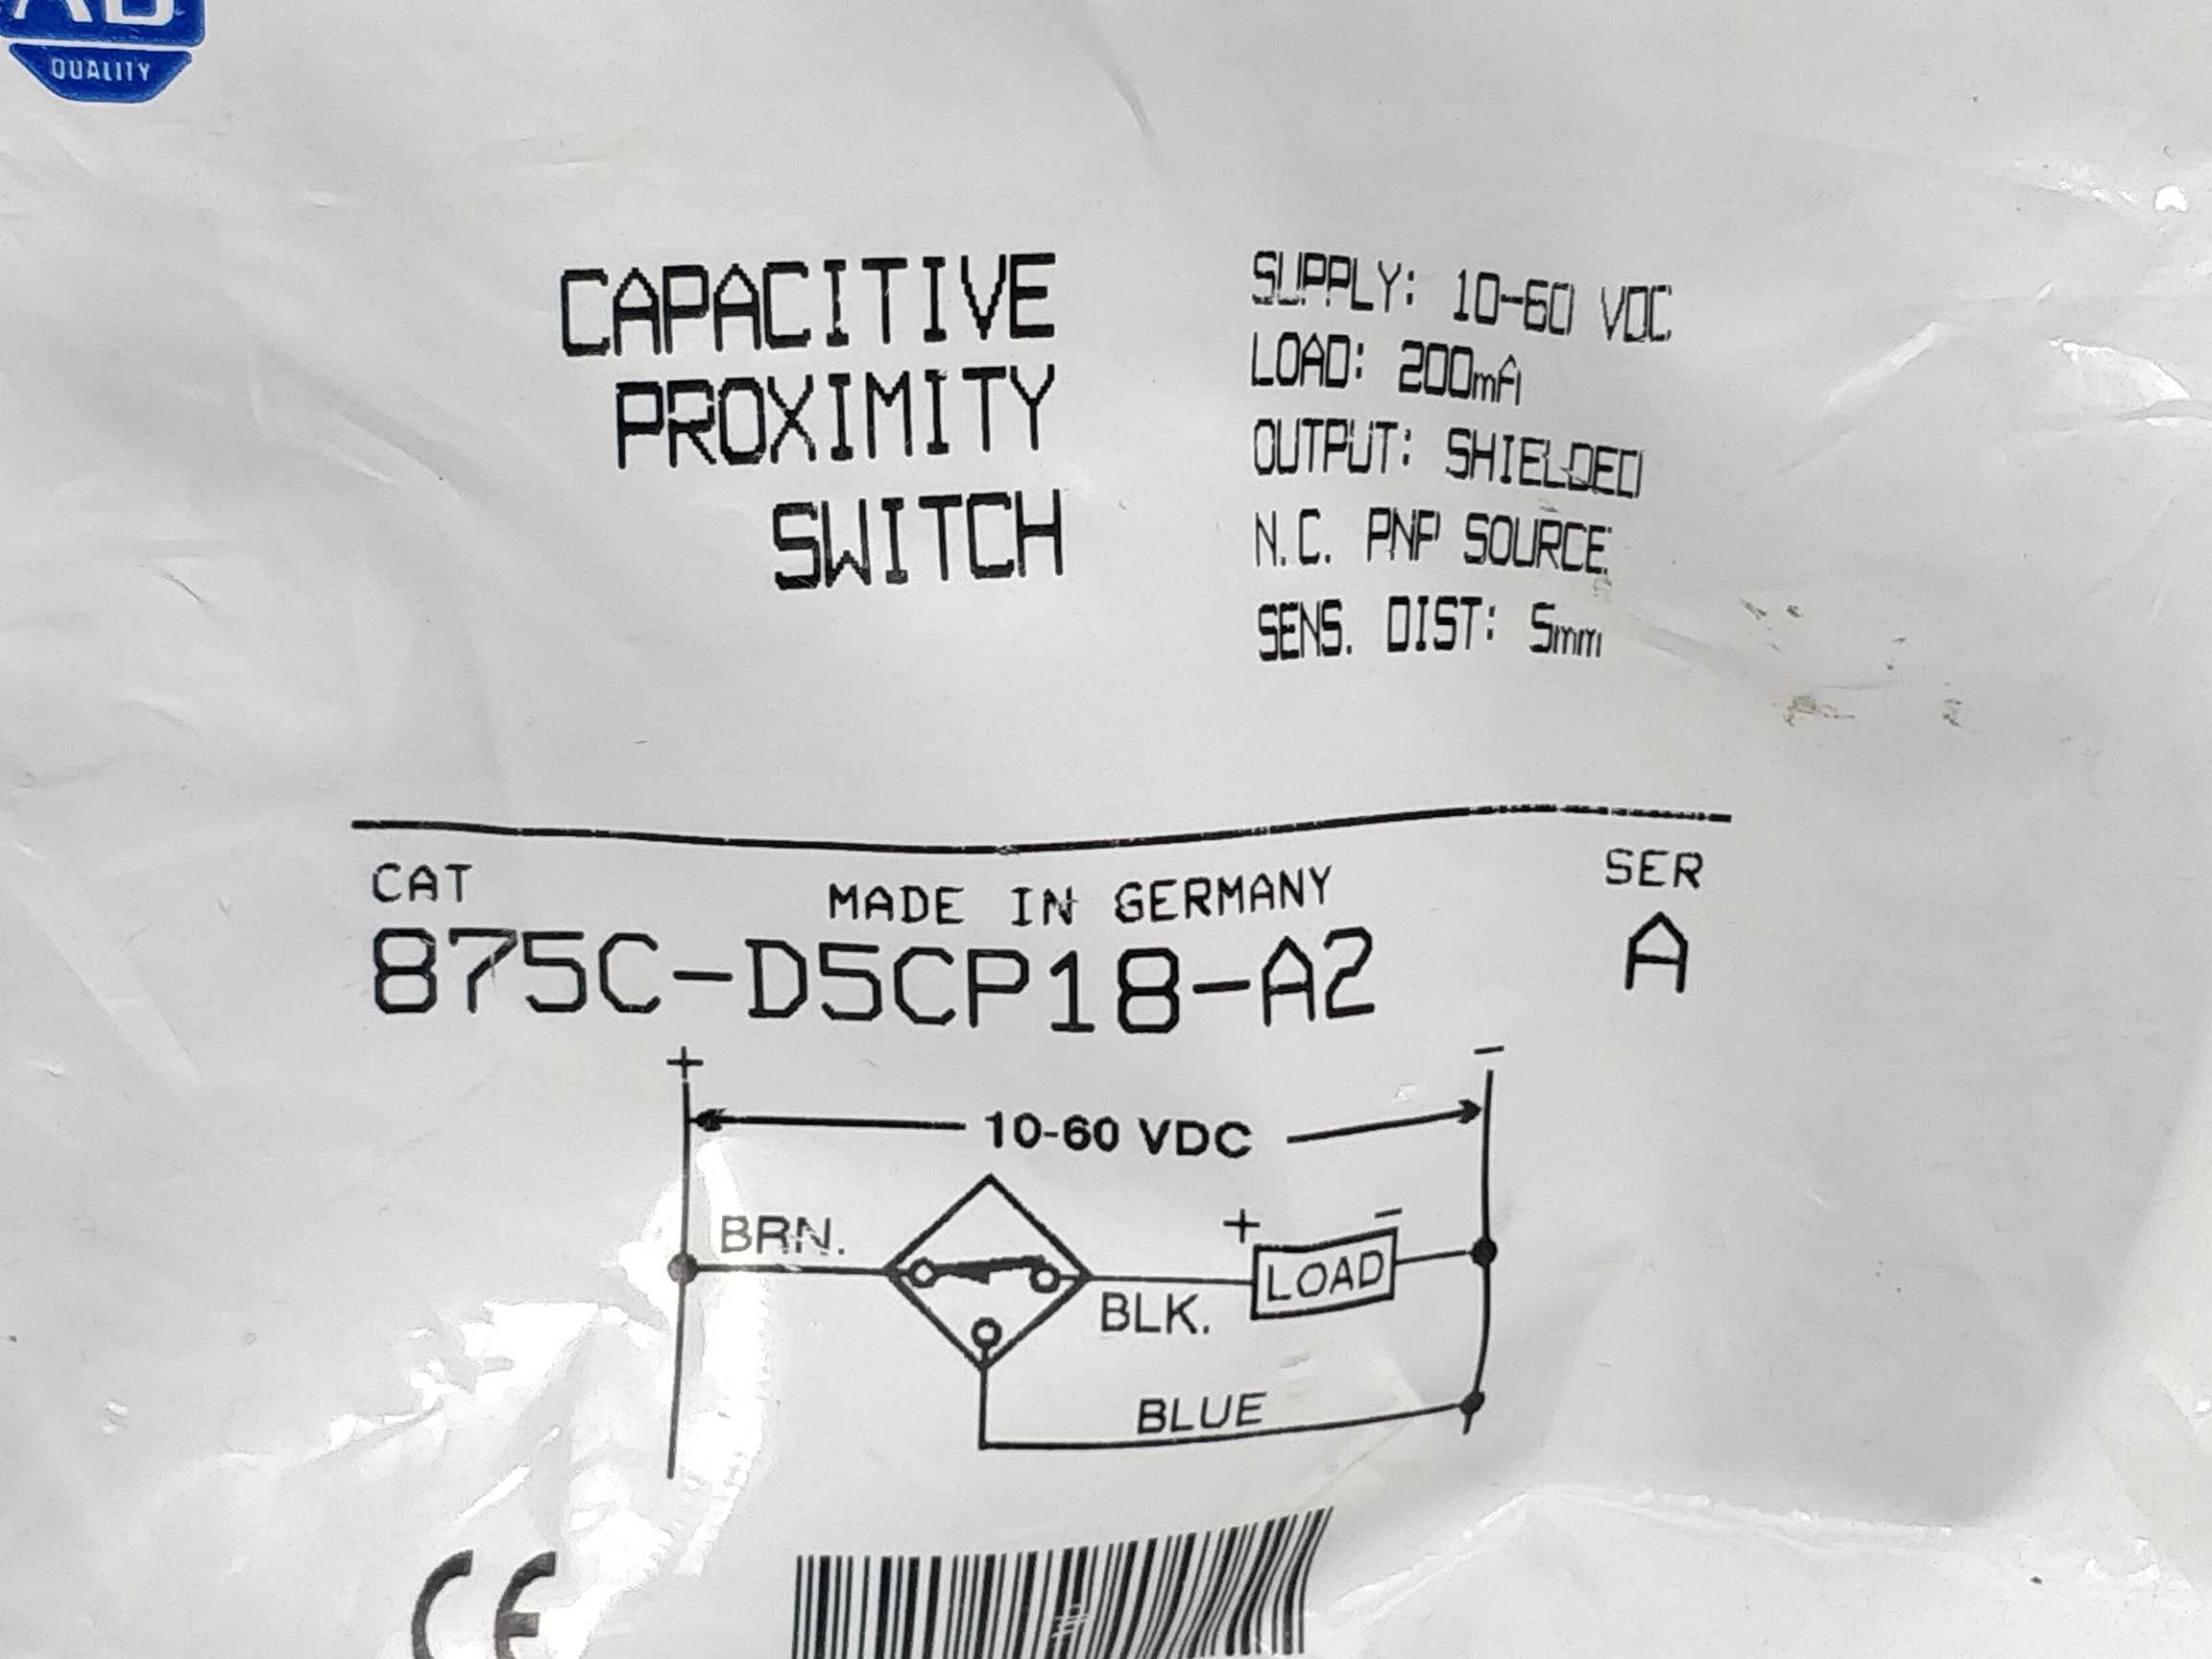 AB
QUALITY
CAPACITIVE
PROXIMITY
SWITCH
SUPPLY: 10-60 VDC
LOAD: 200mA
OUTPUT: SHIELDED
N.C. PNP SOURCE
SENS. DIST: 5mm
CAT
MADE IN GERMANY
SER
875C-D5CP18-A2
A
+ -
10-60 VDC
BRN.
+ -
LOAD
BLK.
BLUE
CE